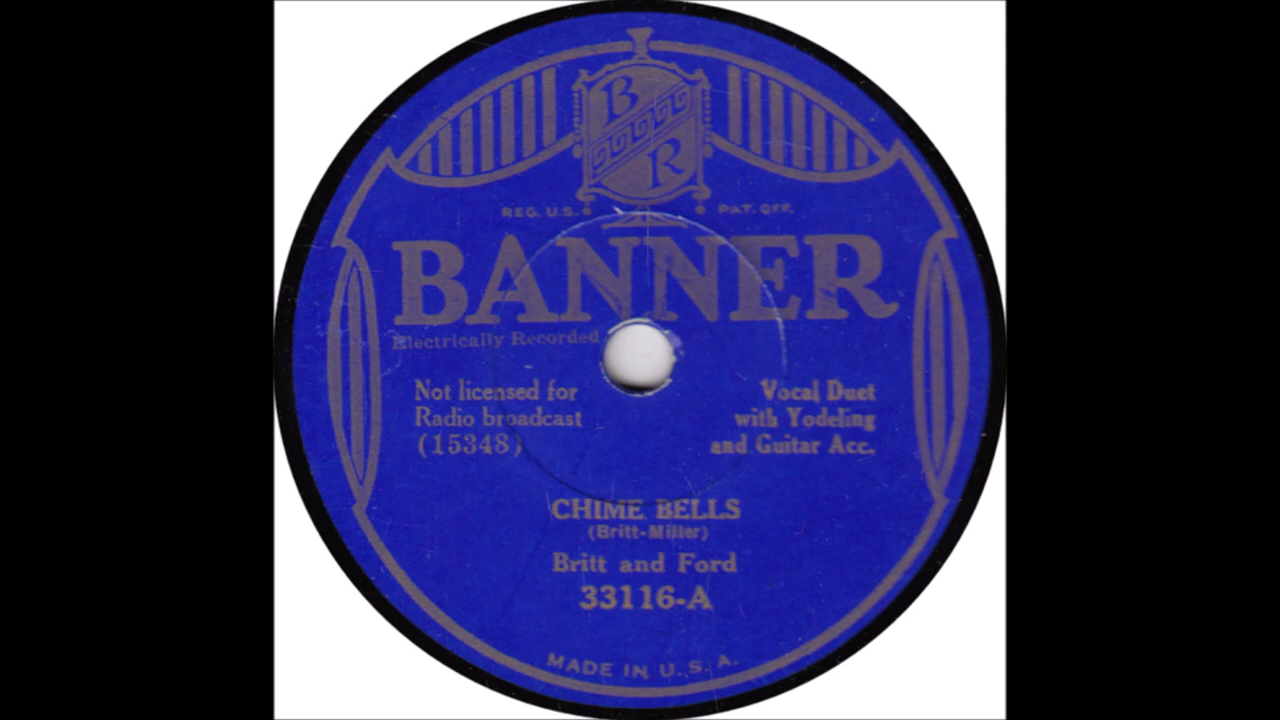 B
R
REG. U.S. PAT. OFF.
BANNER
Electrically Recorded
Not licensed for
Radio broadcast
(15348)
Vocal Duet
with Yodeling
and Guitar Acc.
CHIME BELLS
(Britt-Miller)
Britt and Ford
33116-A
MADE IN U.S.A.